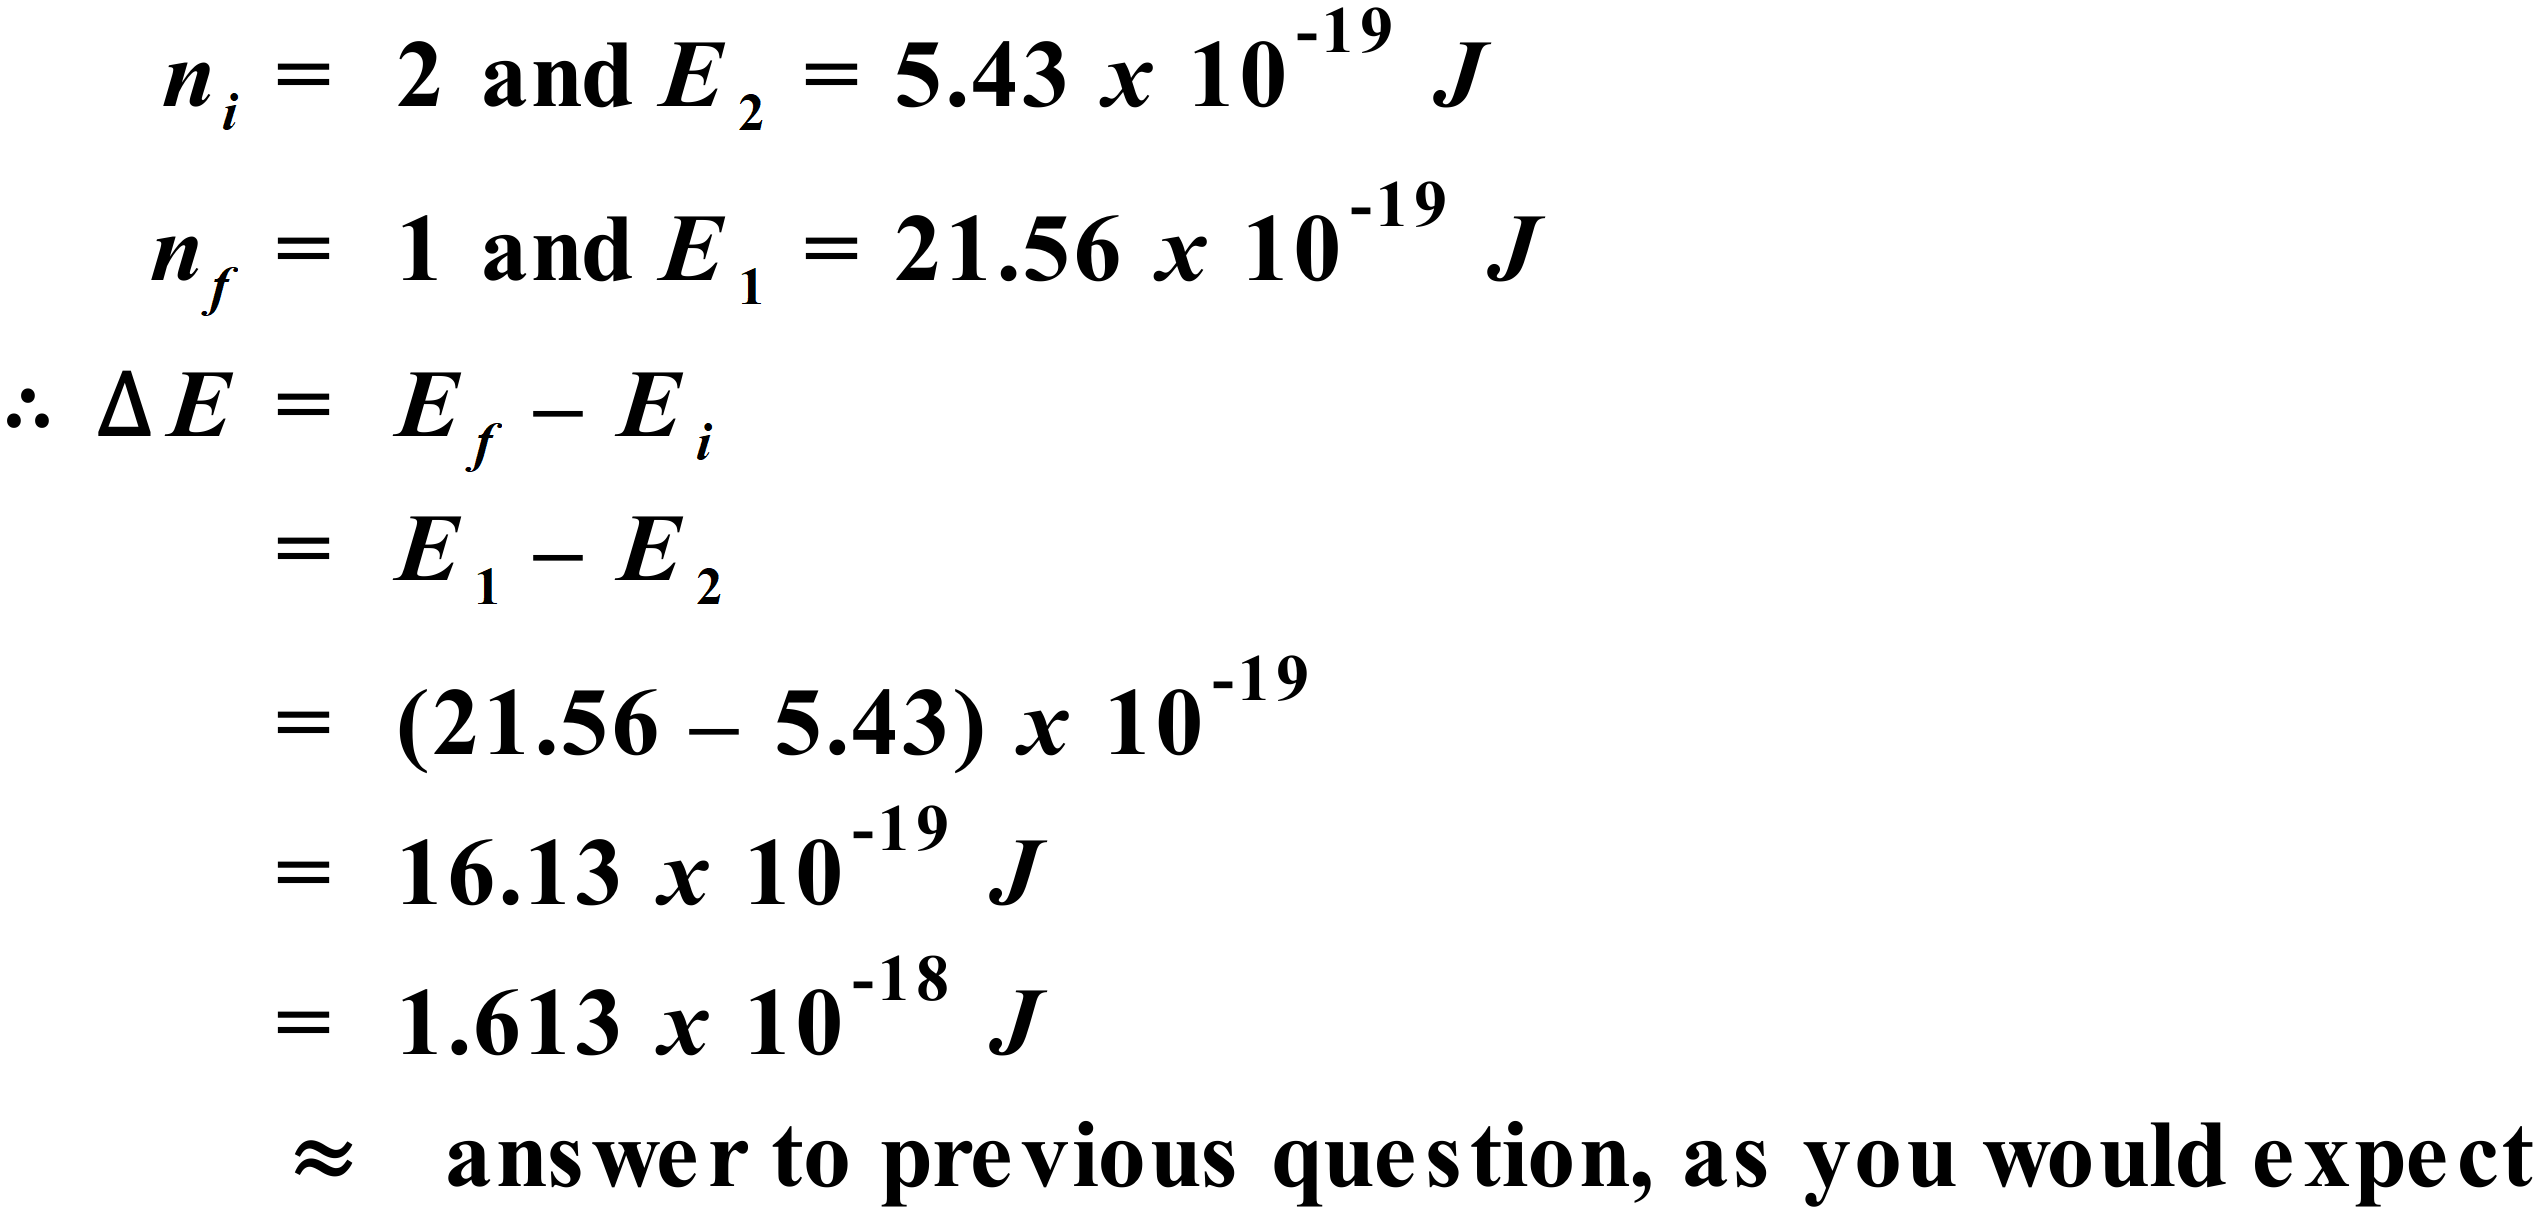 n_i = 2 and E_2 = 5.43 x 10^-19 J
n_f = 1 and E_1 = 21.56 x 10^-19 J
∴ ΔE = E_f – E_i
= E_1 – E_2
= (21.56 – 5.43) x 10^-19
= 16.13 x 10^-19 J
= 1.613 x 10^-18 J
≈ answer to previous question, as you would expect